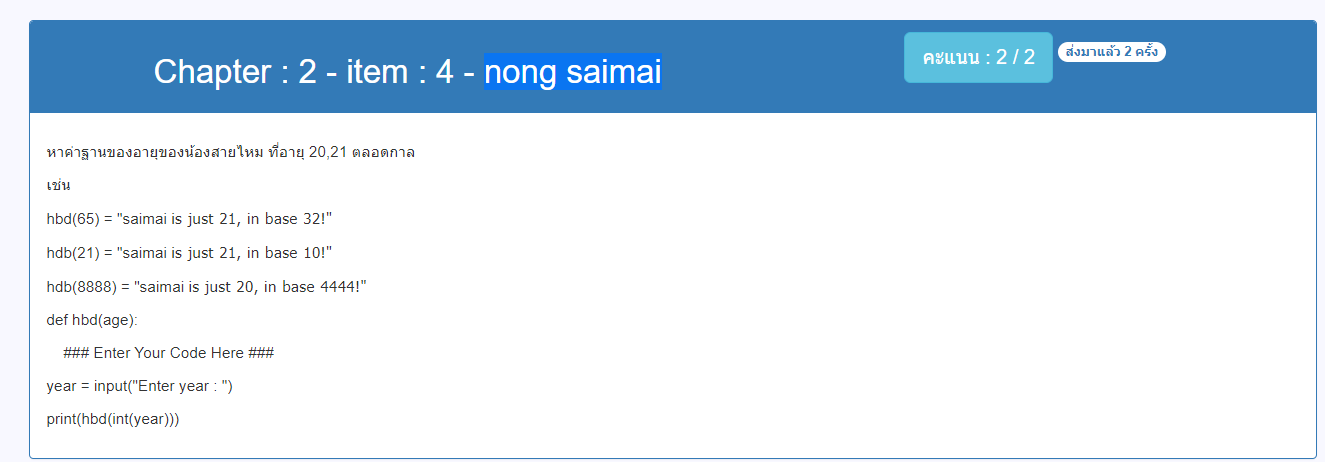 Chapter : 2 - item : 4 - nong saimai
คะแนน : 2 / 2
ส่งมาแล้ว 2 ครั้ง
หาค่าฐานของอายุของน้องสายไหม ที่อายุ 20,21 ตลอดกาล
เช่น
hbd(65) = "saimai is just 21, in base 32!"
hdb(21) = "saimai is just 21, in base 10!"
hdb(8888) = "saimai is just 20, in base 4444!"
def hbd(age):
### Enter Your Code Here ###
year = input("Enter year : ")
print(hbd(int(year)))